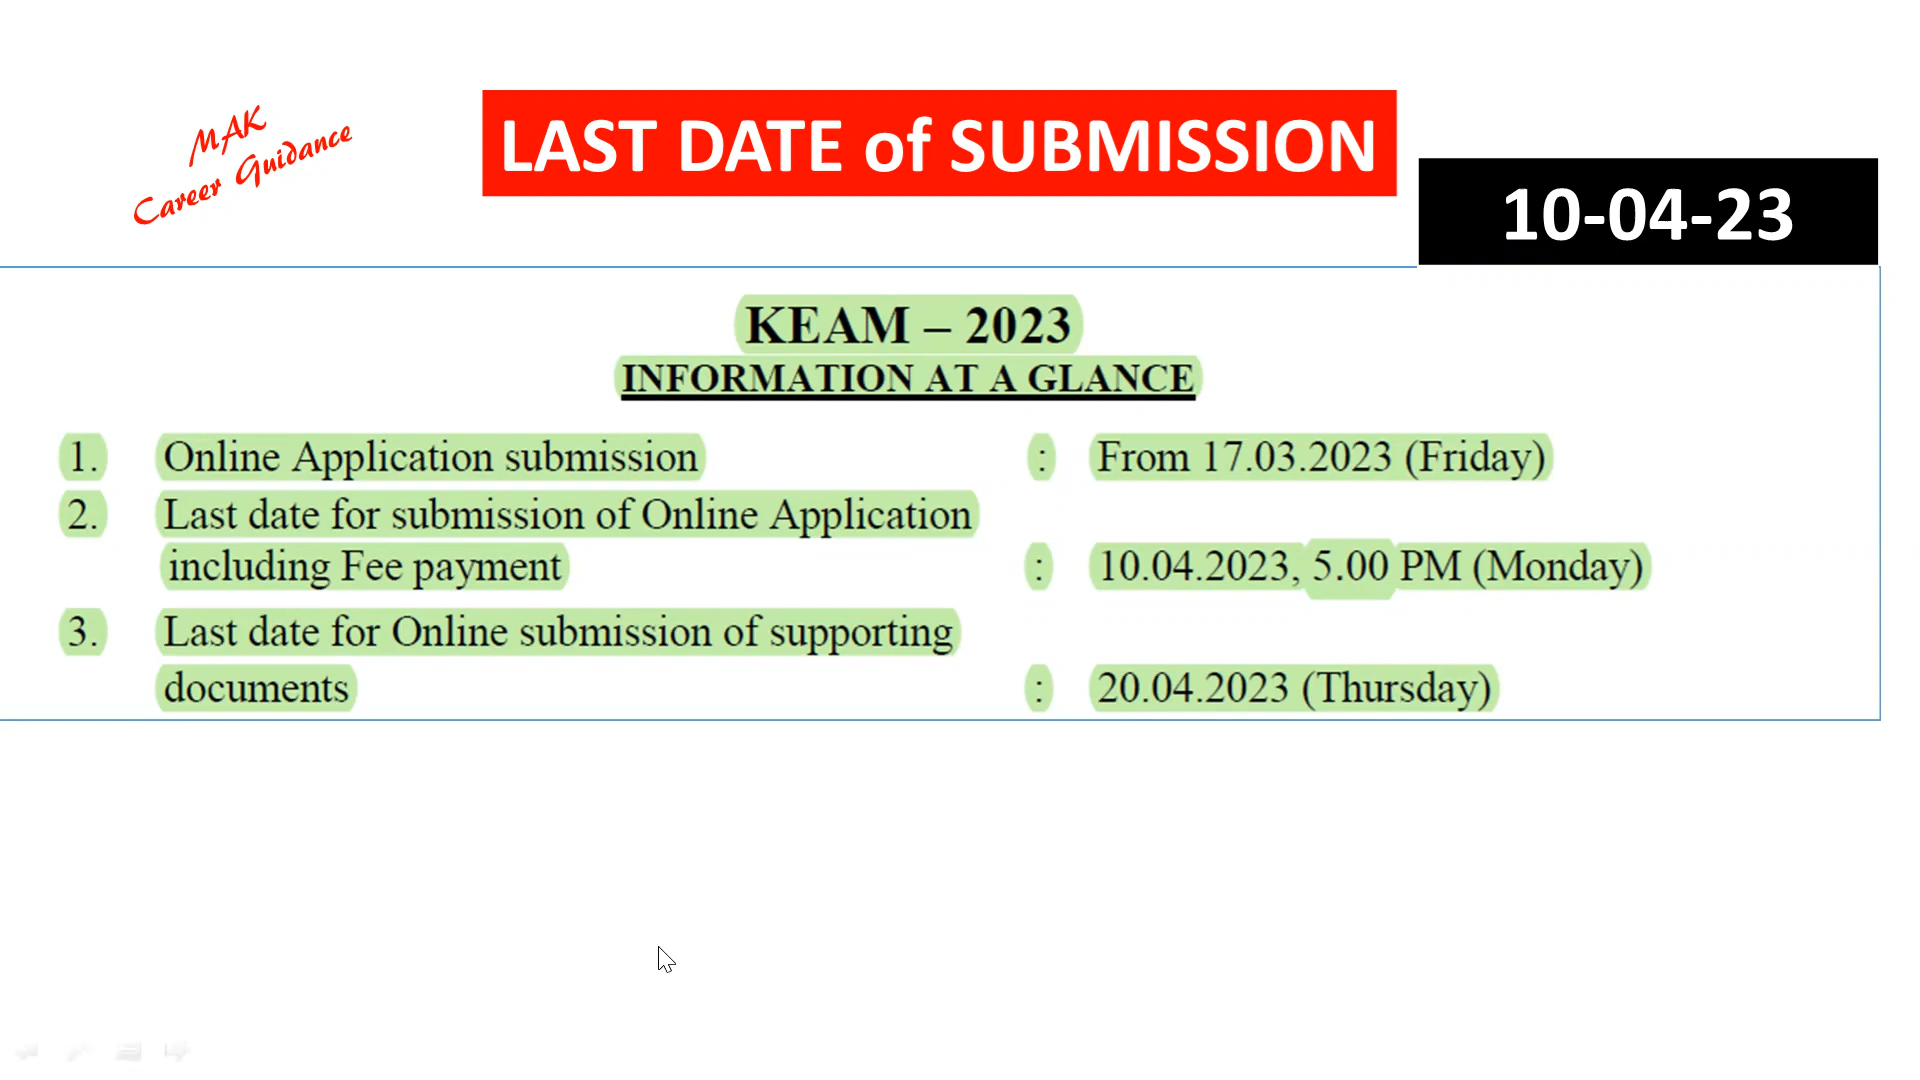 MAK
Career Guidance
LAST DATE of SUBMISSION
10-04-23
KEAM – 2023
INFORMATION AT A GLANCE
1. Online Application submission : From 17.03.2023 (Friday)
2. Last date for submission of Online Application
including Fee payment : 10.04.2023, 5.00 PM (Monday)
3. Last date for Online submission of supporting
documents : 20.04.2023 (Thursday)